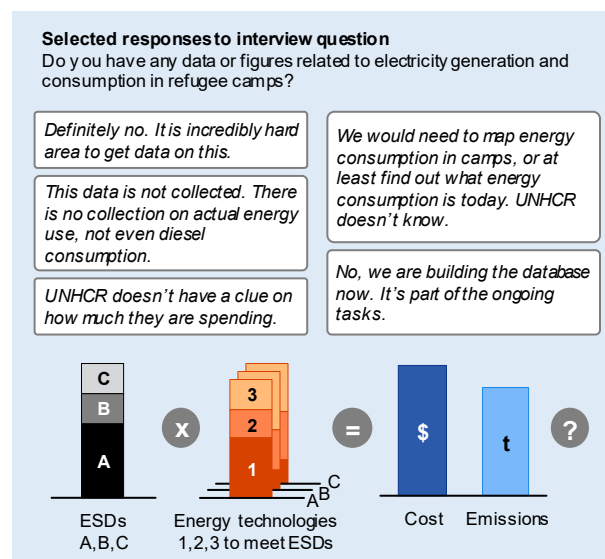 Selected responses to interview question
Do you have any data or figures related to electricity generation and
consumption in refugee camps?
Definitely no. It is incredibly hard
area to get data on this.
This data is not collected. There
is no collection on actual energy
use, not even diesel
consumption.
UNHCR doesn't have a clue on
how much they are spending.
We would need to map energy
consumption in camps, or at
least find out what energy
consumption is today. UNHCR
doesn't know.
No, we are building the database
now. It's part of the ongoing
tasks.
C
B
A
x
3
2
1
A
B
C
=
$
t
?
ESDs
A,B,C
Energy technologies
1,2,3 to meet ESDs
Cost
Emissions